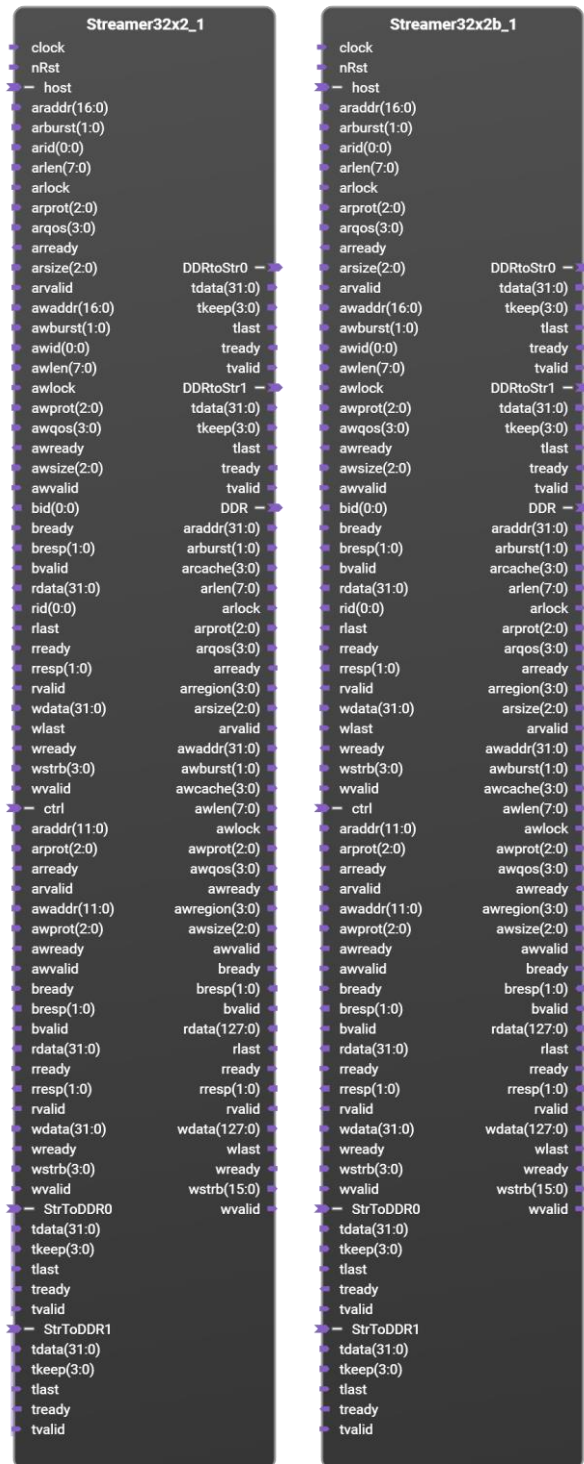 Streamer32x2_1
clock
nRst
– host
araddr(16:0)
arburst(1:0)
arid(0:0)
arlen(7:0)
arlock
arprot(2:0)
arqos(3:0)
arready
arsize(2:0)
arvalid
awaddr(16:0)
awburst(1:0)
awid(0:0)
awlen(7:0)
awlock
awprot(2:0)
awqos(3:0)
awready
awsize(2:0)
awvalid
bid(0:0)
bready
bresp(1:0)
bvalid
rdata(31:0)
rid(0:0)
rlast
rready
rresp(1:0)
rvalid
wdata(31:0)
wlast
wready
wstrb(3:0)
wvalid
– ctrl
araddr(11:0)
arprot(2:0)
arready
arvalid
awaddr(11:0)
awprot(2:0)
awready
awvalid
bready
bresp(1:0)
bvalid
rdata(31:0)
rready
rresp(1:0)
rvalid
wdata(31:0)
wready
wstrb(3:0)
wvalid
– StrToDDR0
tdata(31:0)
tkeep(3:0)
tlast
tready
tvalid
– StrToDDR1
tdata(31:0)
tkeep(3:0)
tlast
tready
tvalid
DDRtoStr0 –
tdata(31:0)
tkeep(3:0)
tlast
tready
tvalid
DDRtoStr1 –
tdata(31:0)
tkeep(3:0)
tlast
tready
tvalid
DDR –
araddr(31:0)
arburst(1:0)
arcache(3:0)
arlen(7:0)
arlock
arprot(2:0)
arqos(3:0)
arready
arregion(3:0)
arsize(2:0)
arvalid
awaddr(31:0)
awburst(1:0)
awcache(3:0)
awlen(7:0)
awlock
awprot(2:0)
awqos(3:0)
awready
awregion(3:0)
awsize(2:0)
awvalid
bready
bresp(1:0)
bvalid
rdata(127:0)
rlast
rready
rresp(1:0)
rvalid
wdata(127:0)
wlast
wready
wstrb(15:0)
wvalid
Streamer32x2b_1
clock
nRst
– host
araddr(16:0)
arburst(1:0)
arid(0:0)
arlen(7:0)
arlock
arprot(2:0)
arqos(3:0)
arready
arsize(2:0)
arvalid
awaddr(16:0)
awburst(1:0)
awid(0:0)
awlen(7:0)
awlock
awprot(2:0)
awqos(3:0)
awready
awsize(2:0)
awvalid
bid(0:0)
bready
bresp(1:0)
bvalid
rdata(31:0)
rid(0:0)
rlast
rready
rresp(1:0)
rvalid
wdata(31:0)
wlast
wready
wstrb(3:0)
wvalid
– ctrl
araddr(11:0)
arprot(2:0)
arready
arvalid
awaddr(11:0)
awprot(2:0)
awready
awvalid
bready
bresp(1:0)
bvalid
rdata(31:0)
rready
rresp(1:0)
rvalid
wdata(31:0)
wready
wstrb(3:0)
wvalid
– StrToDDR0
tdata(31:0)
tkeep(3:0)
tlast
tready
tvalid
– StrToDDR1
tdata(31:0)
tkeep(3:0)
tlast
tready
tvalid
DDRtoStr0 –
tdata(31:0)
tkeep(3:0)
tlast
tready
tvalid
DDRtoStr1 –
tdata(31:0)
tkeep(3:0)
tlast
tready
tvalid
DDR –
araddr(31:0)
arburst(1:0)
arcache(3:0)
arlen(7:0)
arlock
arprot(2:0)
arqos(3:0)
arready
arregion(3:0)
arsize(2:0)
arvalid
awaddr(31:0)
awburst(1:0)
awcache(3:0)
awlen(7:0)
awlock
awprot(2:0)
awqos(3:0)
awready
awregion(3:0)
awsize(2:0)
awvalid
bready
bresp(1:0)
bvalid
rdata(127:0)
rlast
rready
rresp(1:0)
rvalid
wdata(127:0)
wlast
wready
wstrb(15:0)
wvalid